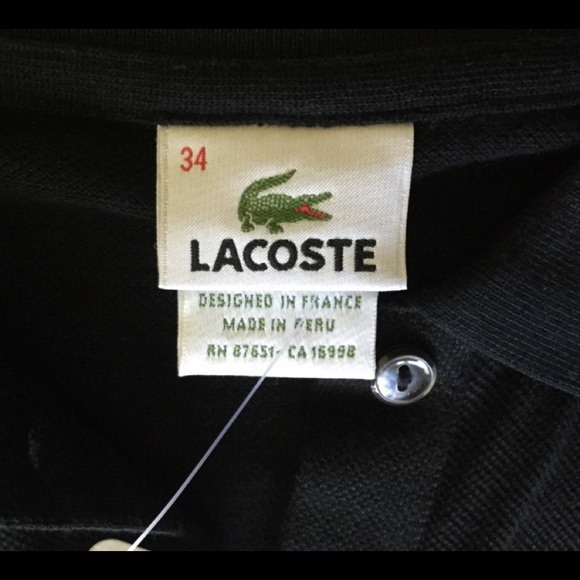 34
LACOSTE
DESIGNED IN FRANCE
MADE IN PERU
RN 87651- CA 16998